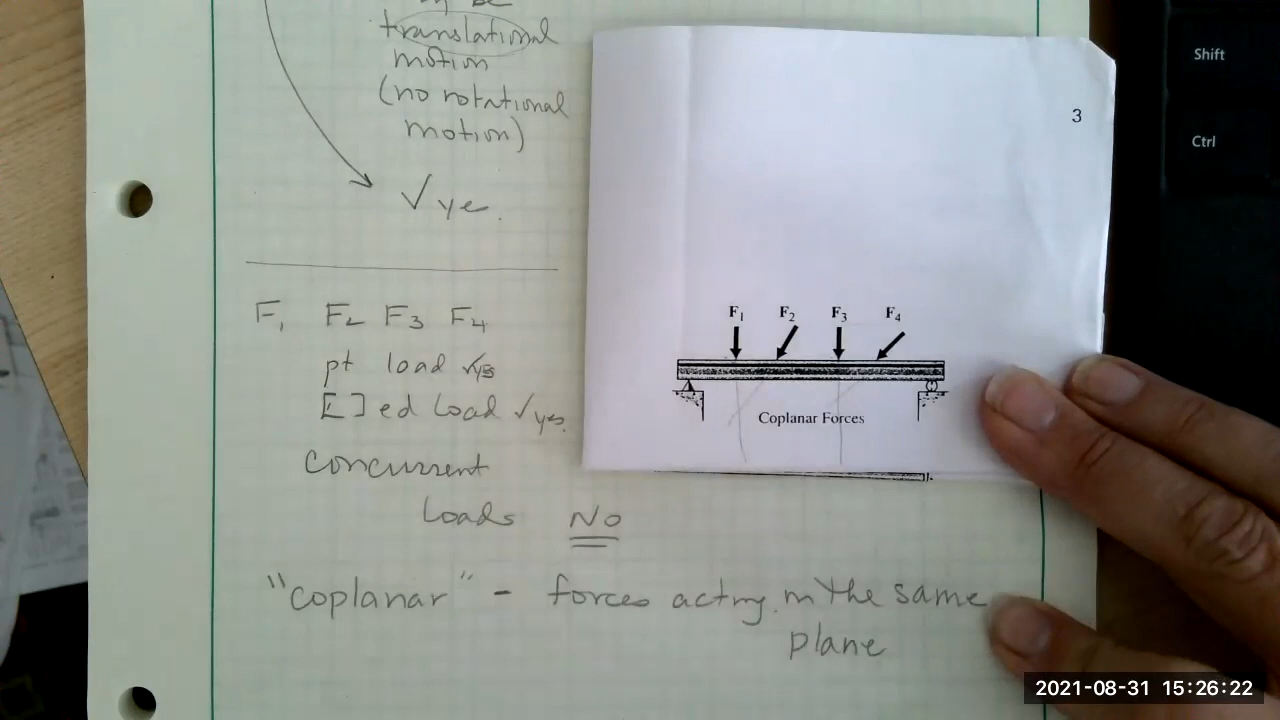 translational
motion
(no rotational
motion)
√ yes.
F₁ F₂ F₃ F₄
pt load √yes
[ ] ed Load √ yes.
concurrent
Loads No
"coplanar" - forces acting in the same
plane
3
F₁ F₂ F₃ F₄
Coplanar Forces
Shift
Ctrl
2021-08-31 15:26:22